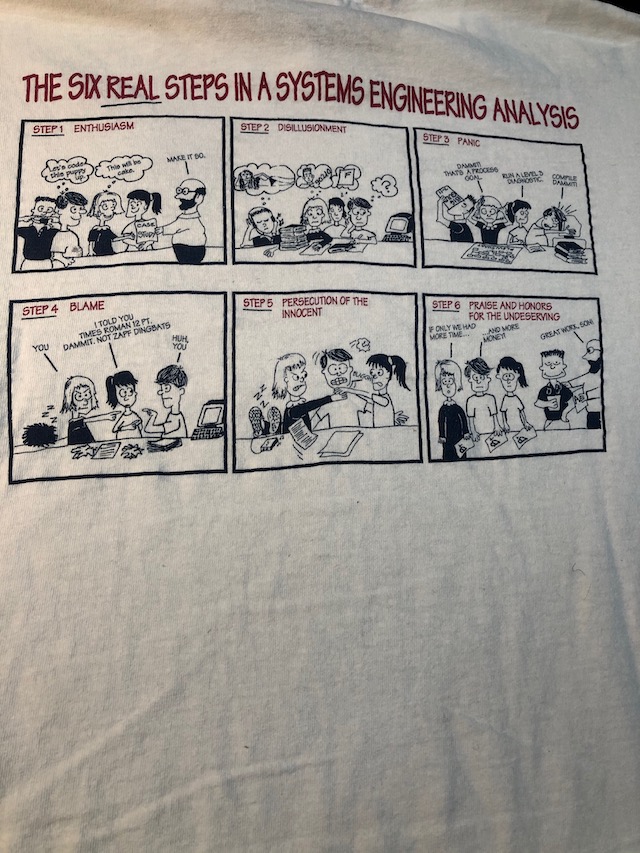 THE SIX REAL STEPS IN A SYSTEMS ENGINEERING ANALYSIS
STEP 1 ENTHUSIASM
Let's code
this puppy
up.
This will be
cake.
MAKE IT SO.
CASE
STUDY
STEP 2 DISILLUSIONMENT
?
STEP 3 PANIC
DAMMIT!
THAT'S A PROCESS
GOAL.
RUN A LEVEL 3
DIAGNOSTIC.
COMPILE
DAMMIT!
STEP 4 BLAME
YOU
I TOLD YOU
TIMES ROMAN 12 PT.
DAMMIT. NOT ZAPF DINGBATS
HUH,
YOU
STEP 5 PERSECUTION OF THE
INNOCENT
STEP 6 PRAISE AND HONORS
FOR THE UNDESERVING
IF ONLY WE HAD
MORE TIME...
...AND MORE
MONEY!
GREAT WORK, SON!